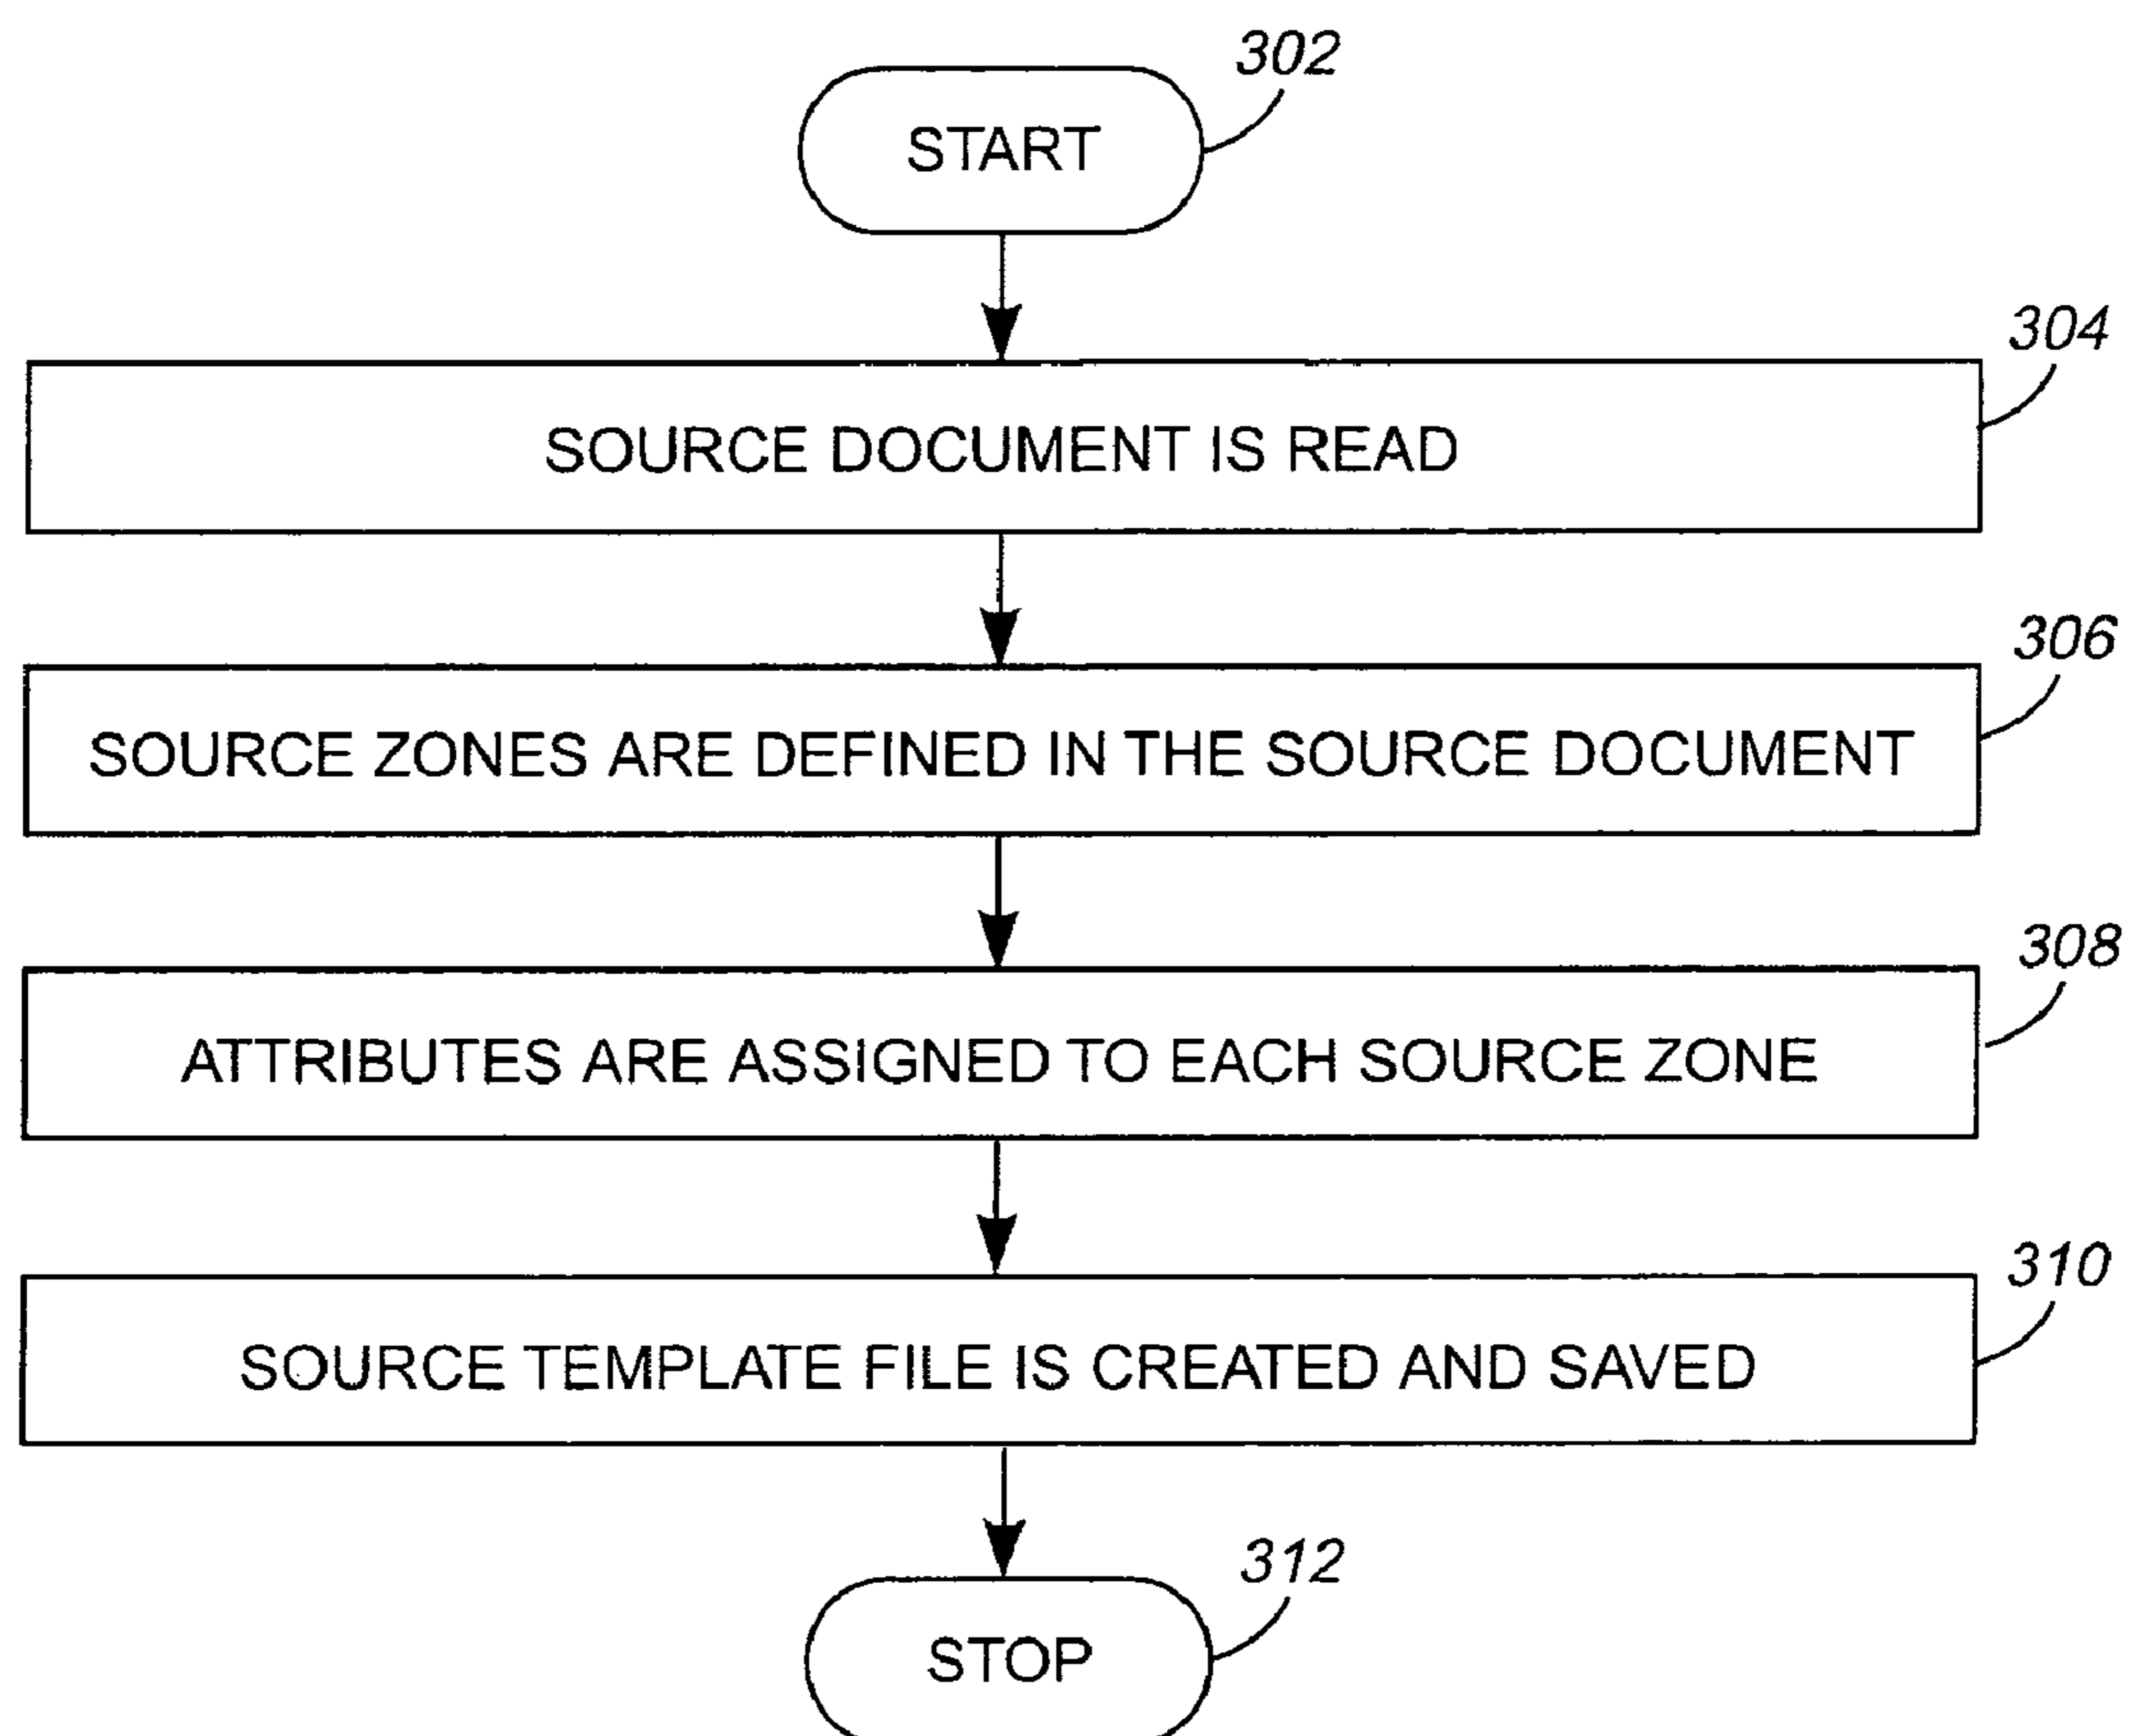 302
START
304
SOURCE DOCUMENT IS READ
306
SOURCE ZONES ARE DEFINED IN THE SOURCE DOCUMENT
308
ATTRIBUTES ARE ASSIGNED TO EACH SOURCE ZONE
310
SOURCE TEMPLATE FILE IS CREATED AND SAVED
312
STOP